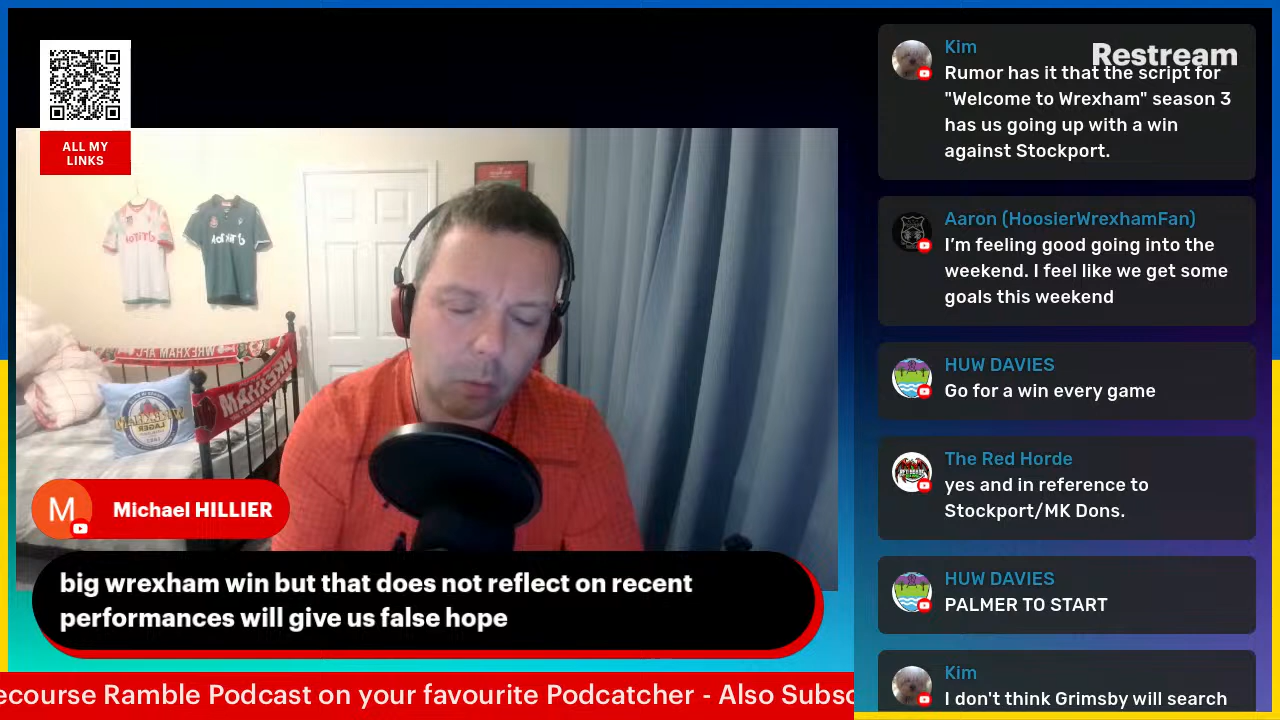 ALL MY
LINKS
WREXHAM AFC
WREXHAM
WREXHAM
LAGER
M
Michael HILLIER
big wrexham win but that does not reflect on recent
performances will give us false hope
ecourse Ramble Podcast on your favourite Podcatcher - Also Subsc
Restream
Kim
Rumor has it that the script for
"Welcome to Wrexham" season 3
has us going up with a win
against Stockport.
Aaron (HoosierWrexhamFan)
I’m feeling good going into the
weekend. I feel like we get some
goals this weekend
HUW DAVIES
Go for a win every game
The Red Horde
yes and in reference to
Stockport/MK Dons.
HUW DAVIES
PALMER TO START
Kim
I don't think Grimsby will search